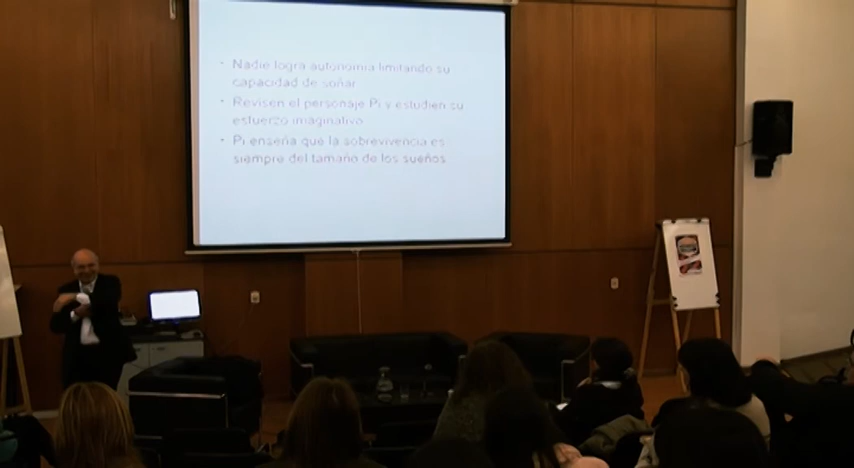 - Nadie logra autonomía limitando su
capacidad de soñar
- Revisen el personaje Pi y estudien su
esfuerzo imaginativo
- Pi enseña que la sobrevivencia es
siempre del tamaño de los sueños.